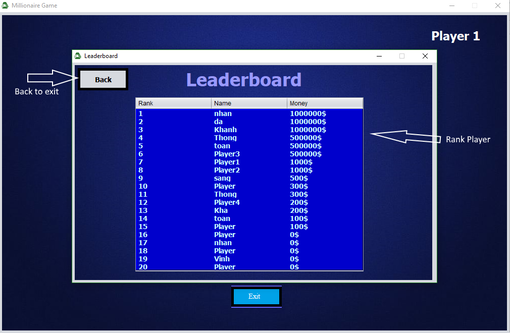 Millionaire Game
Player 1
Leaderboard
Back
Leaderboard
Back to exit
Rank Name Money
1 nhan 1000000$
2 da 1000000$
3 Khanh 1000000$
4 Thong 500000$
5 toan 500000$
6 Player3 500000$
7 Player1 1000$
8 Player2 1000$
9 sang 500$
10 Player 300$
11 Thong 300$
12 Player4 200$
13 Kha 200$
14 toan 100$
15 Player 100$
16 Player 0$
17 nhan 0$
18 Player 0$
19 Vinh 0$
20 Player 0$
Rank Player
Exit